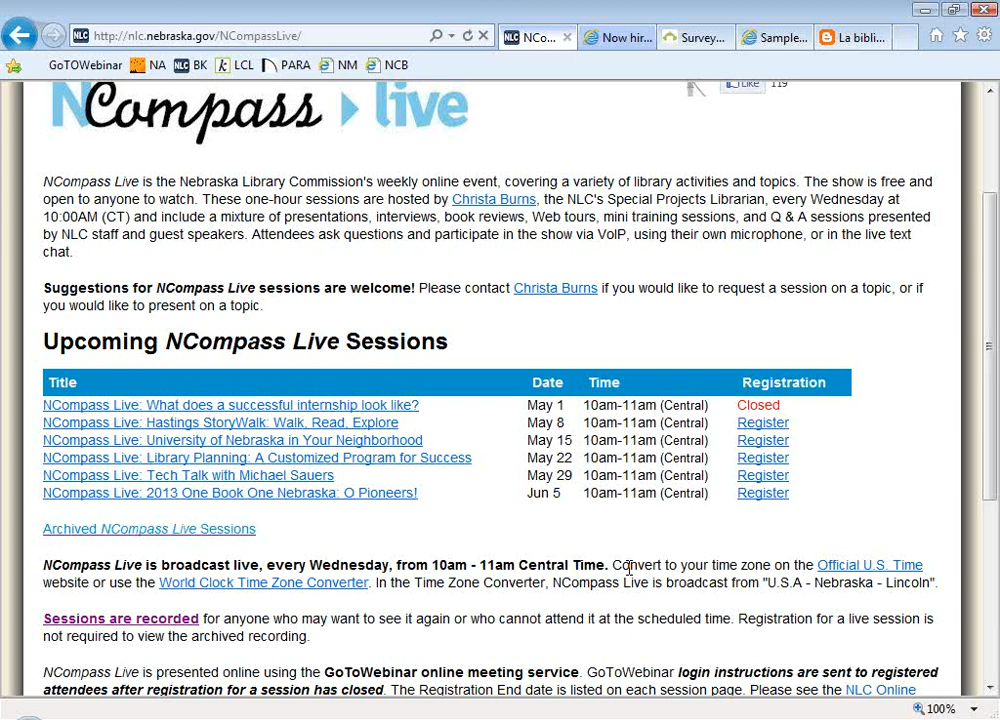 http://nlc.nebraska.gov/NCompassLive/
NLC NCo...
Now hir...
Survey...
Sample...
La bibli...
GoTOWebinar NA NLC BK LCL PARA NM NCB
NCompass live
Like 119
NCompass Live is the Nebraska Library Commission's weekly online event, covering a variety of library activities and topics. The show is free and
open to anyone to watch. These one-hour sessions are hosted by Christa Burns, the NLC's Special Projects Librarian, every Wednesday at
10:00AM (CT) and include a mixture of presentations, interviews, book reviews, Web tours, mini training sessions, and Q & A sessions presented
by NLC staff and guest speakers. Attendees ask questions and participate in the show via VoIP, using their own microphone, or in the live text
chat.
Suggestions for NCompass Live sessions are welcome! Please contact Christa Burns if you would like to request a session on a topic, or if
you would like to present on a topic.
Upcoming NCompass Live Sessions
Title Date Time Registration
NCompass Live: What does a successful internship look like? May 1 10am-11am (Central) Closed
NCompass Live: Hastings StoryWalk: Walk, Read, Explore May 8 10am-11am (Central) Register
NCompass Live: University of Nebraska in Your Neighborhood May 15 10am-11am (Central) Register
NCompass Live: Library Planning: A Customized Program for Success May 22 10am-11am (Central) Register
NCompass Live: Tech Talk with Michael Sauers May 29 10am-11am (Central) Register
NCompass Live: 2013 One Book One Nebraska: O Pioneers! Jun 5 10am-11am (Central) Register
Archived NCompass Live Sessions
NCompass Live is broadcast live, every Wednesday, from 10am - 11am Central Time. Convert to your time zone on the Official U.S. Time
website or use the World Clock Time Zone Converter. In the Time Zone Converter, NCompass Live is broadcast from "U.S.A - Nebraska - Lincoln".
Sessions are recorded for anyone who may want to see it again or who cannot attend it at the scheduled time. Registration for a live session is
not required to view the archived recording.
NCompass Live is presented online using the GoToWebinar online meeting service. GoToWebinar login instructions are sent to registered
attendees after registration for a session has closed. The Registration End date is listed on each session page. Please see the NLC Online
100%